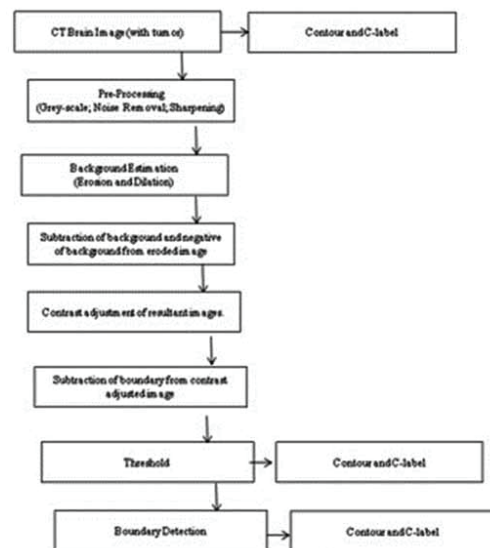 CT Brain Image (with tumor)
Contour and C-label
Pre-Processing
(Grey-scale; Noise Removal; Sharpening)
Background Estimation
(Erosion and Dilation)
Subtraction of background and negative
of background from eroded image
Contrast adjustment of resultant images.
Subtraction of boundary from contrast
adjusted image
Threshold
Contour and C-label
Boundary Detection
Contour and C-label